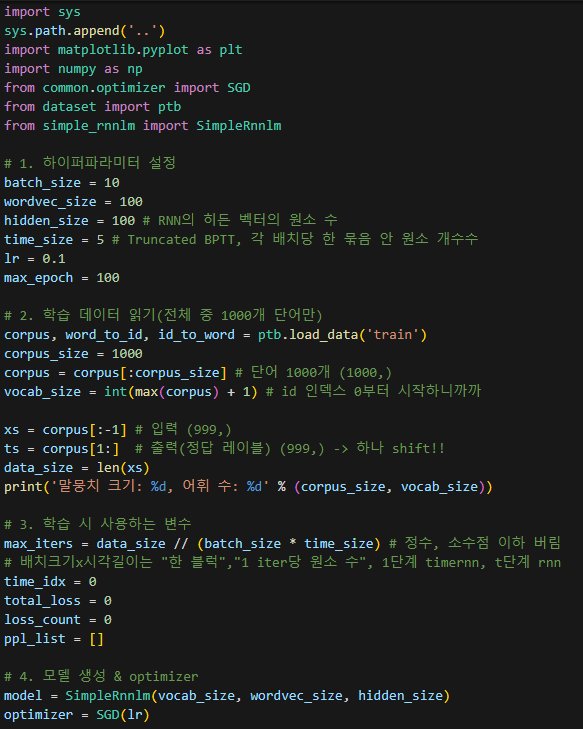 import sys
sys.path.append('..')
import matplotlib.pyplot as plt
import numpy as np
from common.optimizer import SGD
from dataset import ptb
from simple_rnnlm import SimpleRnnlm
# 1. 하이퍼파라미터 설정
batch_size = 10
wordvec_size = 100
hidden_size = 100 # RNN의 히든 벡터의 원소 수
time_size = 5 # Truncated BPTT, 각 배치당 한 묶음 안 원소 개수수
lr = 0.1
max_epoch = 100
# 2. 학습 데이터 읽기(전체 중 1000개 단어만)
corpus, word_to_id, id_to_word = ptb.load_data('train')
corpus_size = 1000
corpus = corpus[:corpus_size] # 단어 1000개 (1000,)
vocab_size = int(max(corpus) + 1) # id 인덱스 0부터 시작하니까까
xs = corpus[:-1] # 입력 (999,)
ts = corpus[1:]  # 출력(정답 레이블) (999,) -> 하나 shift!!
data_size = len(xs)
print('말뭉치 크기: %d, 어휘 수: %d' % (corpus_size, vocab_size))
# 3. 학습 시 사용하는 변수
max_iters = data_size // (batch_size * time_size) # 정수, 소수점 이하 버림
# 배치크기x시각길이는 "한 블럭","1 iter당 원소 수", 1단계 timernn, t단계 rnn
time_idx = 0
total_loss = 0
loss_count = 0
ppl_list = []
# 4. 모델 생성 & optimizer
model = SimpleRnnlm(vocab_size, wordvec_size, hidden_size)
optimizer = SGD(lr)